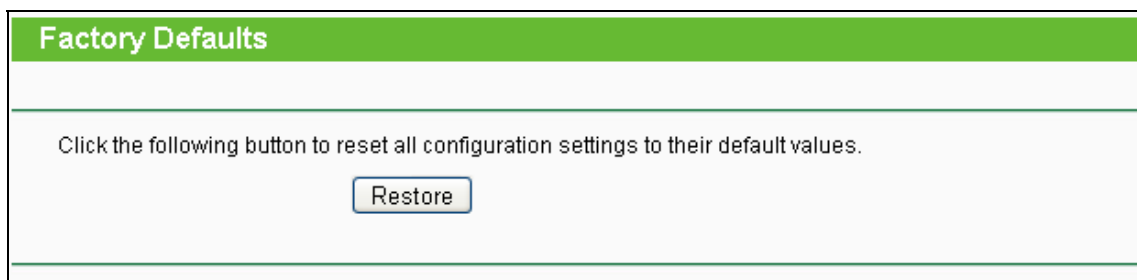 Factory Defaults
Click the following button to reset all configuration settings to their default values.
Restore